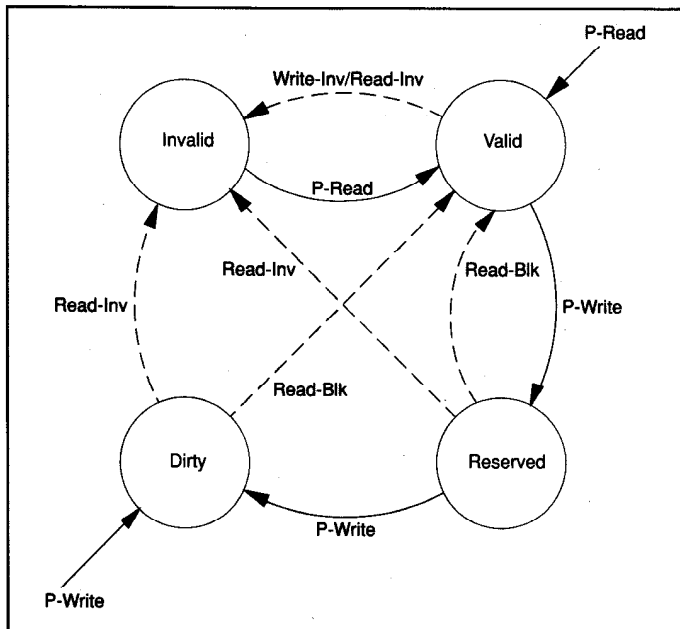 P-Read
Write-Inv/Read-Inv
Invalid
Valid
P-Read
Read-Inv
Read-Blk
Read-Inv
P-Write
Read-Blk
Dirty
Reserved
P-Write
P-Write